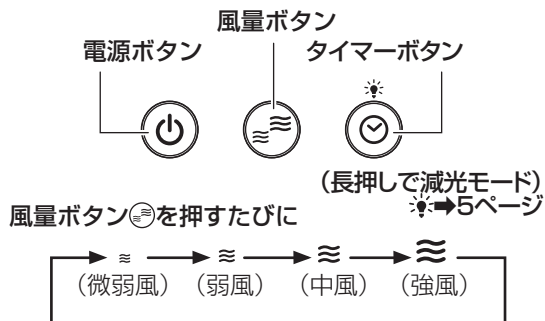 風量ボタン
電源ボタン
タイマーボタン
(長押しで減光モード)
➡5ページ
風量ボタンを押すたびに
(微弱風) (弱風) (中風) (強風)